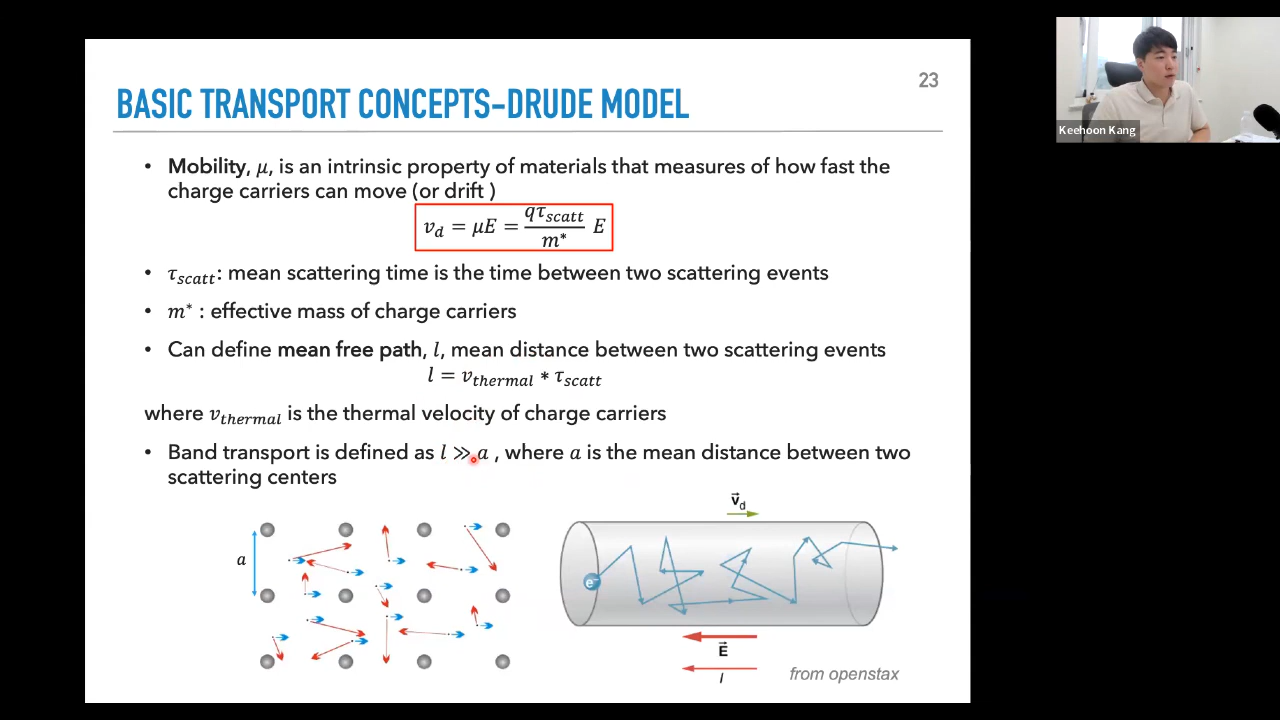 23
BASIC TRANSPORT CONCEPTS-DRUDE MODEL
• Mobility, μ, is an intrinsic property of materials that measures of how fast the
charge carriers can move (or drift )
v_d = μE = qτ_scatt / m* E
• τ_scatt: mean scattering time is the time between two scattering events
• m* : effective mass of charge carriers
• Can define mean free path, l, mean distance between two scattering events
l = v_thermal * τ_scatt
where v_thermal is the thermal velocity of charge carriers
• Band transport is defined as l ≫ a , where a is the mean distance between two
scattering centers
a
v⃗d
e⁻
E⃗
I
from openstax
Keehoon Kang